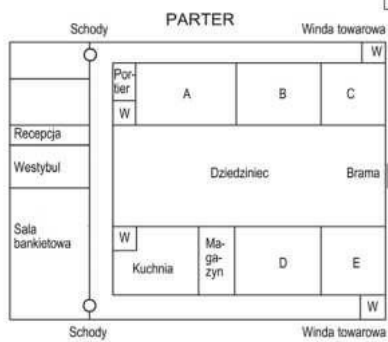 PARTER
Schody
Winda towarowa
W
Por-
tier
A
B
C
W
Recepcja
Westybul
Dziedziniec
Brama
Sala
bankietowa
W
Kuchnia
Ma-
ga-
zyn
D
E
W
Schody
Winda towarowa